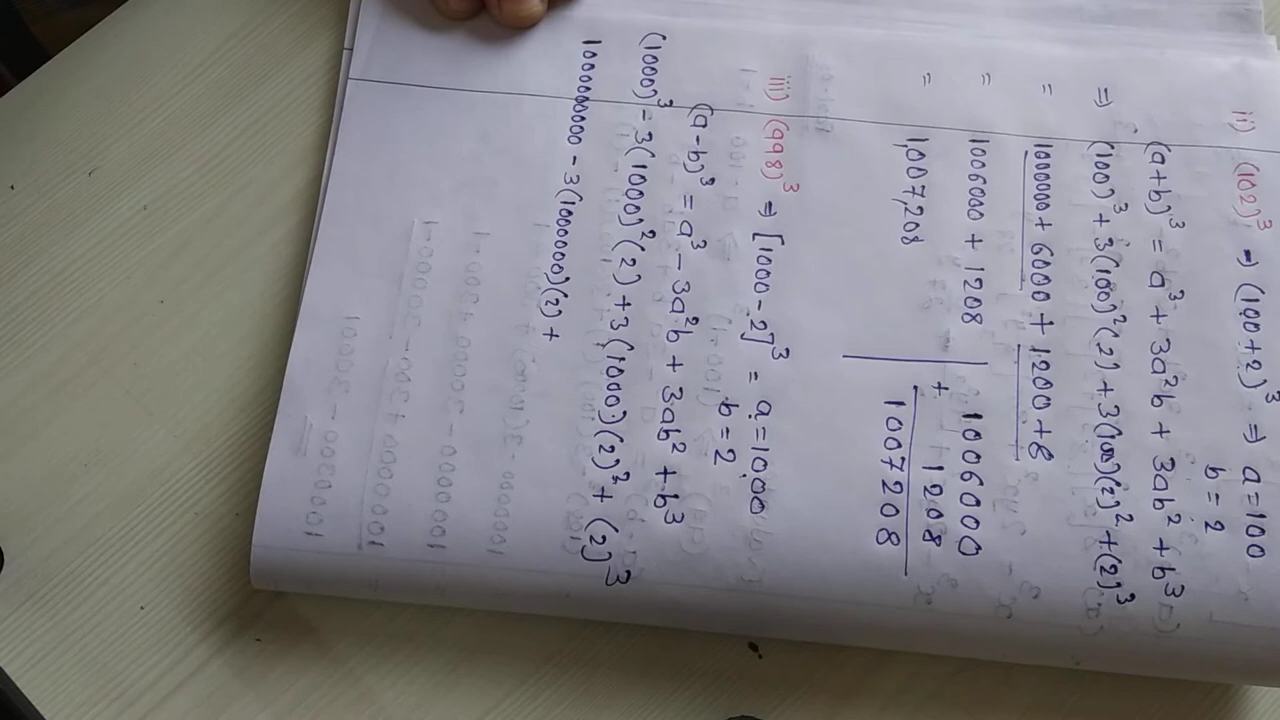 ii) (102)³ ⇒ (100+2)³ ⇒ a=100
b=2
(a+b)³ = a³ + 3a²b + 3ab² + b³
⇒ (100)³ + 3(100)²(2) + 3(100)(2)² + (2)³
= 1000000 + 6000 + 1200 + 8
= 1006000 + 1208
1006000
+ 1208
1007208
= 1,007,208
iii) (998)³ ⇒ [1000-2]³ = a=1000
b=2
(a-b)³ = a³ - 3a²b + 3ab² + b³
(1000)³ - 3(1000)²(2) + 3(1000)(2)² + (2)³
1000000000 - 3(1000000)(2) +